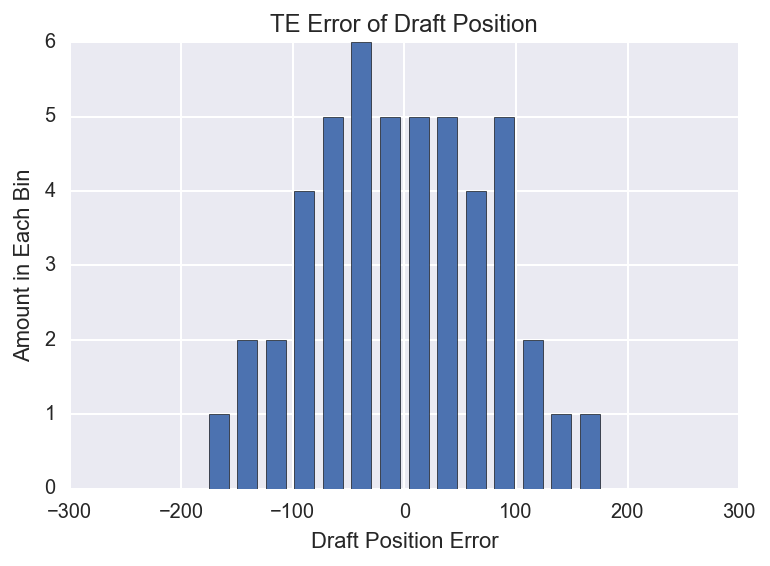 TE Error of Draft Position
6
5
4
3
2
1
0
Amount in Each Bin
−300 −200 −100 0 100 200 300
Draft Position Error